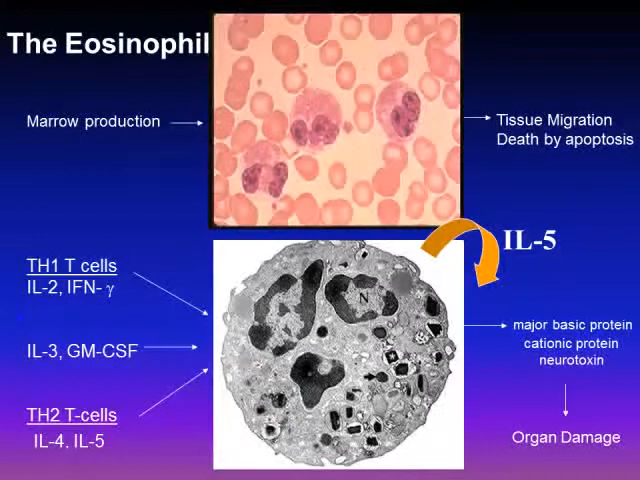 The Eosinophil
Marrow production
Tissue Migration
Death by apoptosis
IL-5
TH1 T cells
IL-2, IFN- γ
N
major basic protein
cationic protein
neurotoxin
IL-3, GM-CSF
TH2 T-cells
IL-4, IL-5
Organ Damage